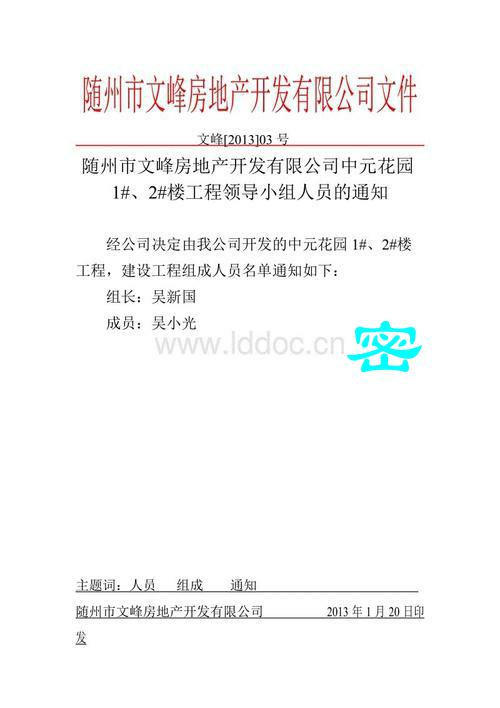 随州市文峰房地产开发有限公司文件
文峰[2013]03 号
随州市文峰房地产开发有限公司中元花园
1#、2#楼工程领导小组人员的通知
经公司决定由我公司开发的中元花园 1#、2#楼
工程，建设工程组成人员名单通知如下：
组长：吴新国
成员：吴小光
www.lddoc.cn
密
主题词：人员 组成 通知
随州市文峰房地产开发有限公司 2013 年 1 月 20 日印
发